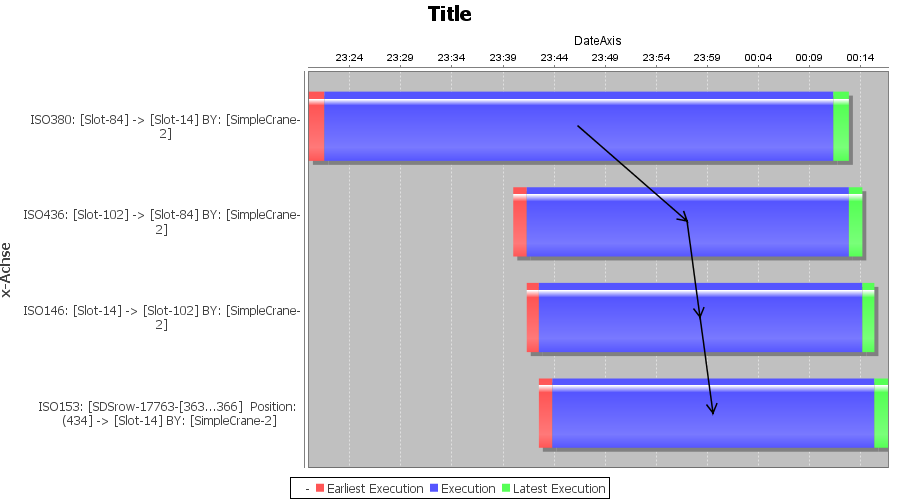 Title
DateAxis
23:24 23:29 23:34 23:39 23:44 23:49 23:54 23:59 00:04 00:09 00:14
x-Achse
ISO380: [Slot-84] -> [Slot-14] BY: [SimpleCrane-
2]
ISO436: [Slot-102] -> [Slot-84] BY: [SimpleCrane-
2]
ISO146: [Slot-14] -> [Slot-102] BY: [SimpleCrane-
2]
ISO153: [SDSrow-17763-[363...366] Position:
(434] -> [Slot-14] BY: [SimpleCrane-2]
- Earliest Execution Execution Latest Execution